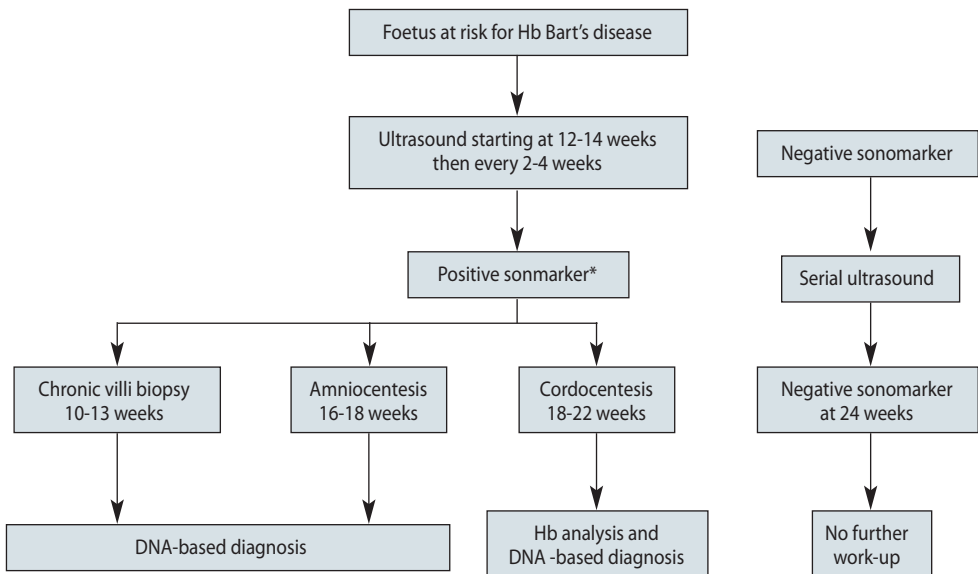 Foetus at risk for Hb Bart’s disease
Ultrasound starting at 12-14 weeks
then every 2-4 weeks
Positive sonmarker*
Chronic villi biopsy
10-13 weeks
Amniocentesis
16-18 weeks
Cordocentesis
18-22 weeks
DNA-based diagnosis
Hb analysis and
DNA -based diagnosis
Negative sonomarker
Serial ultrasound
Negative sonomarker
at 24 weeks
No further
work-up